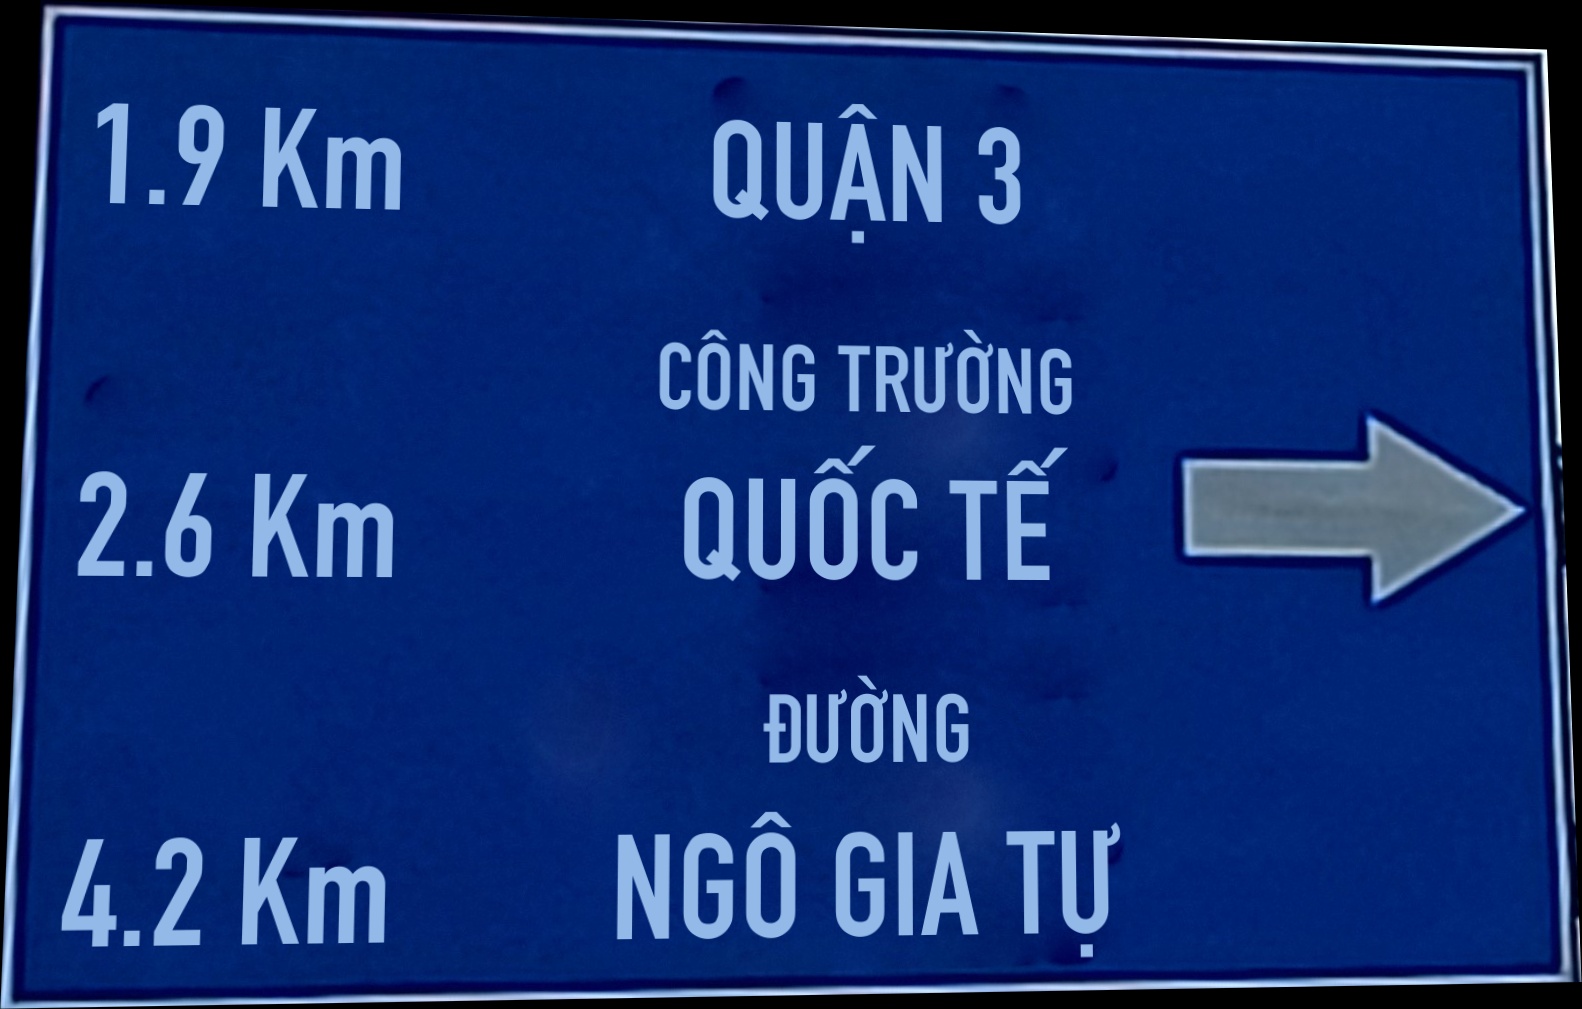 1.9 Km QUẬN 3
CÔNG TRƯỜNG
2.6 Km QUỐC TẾ
ĐƯỜNG
4.2 Km NGÔ GIA TỰ